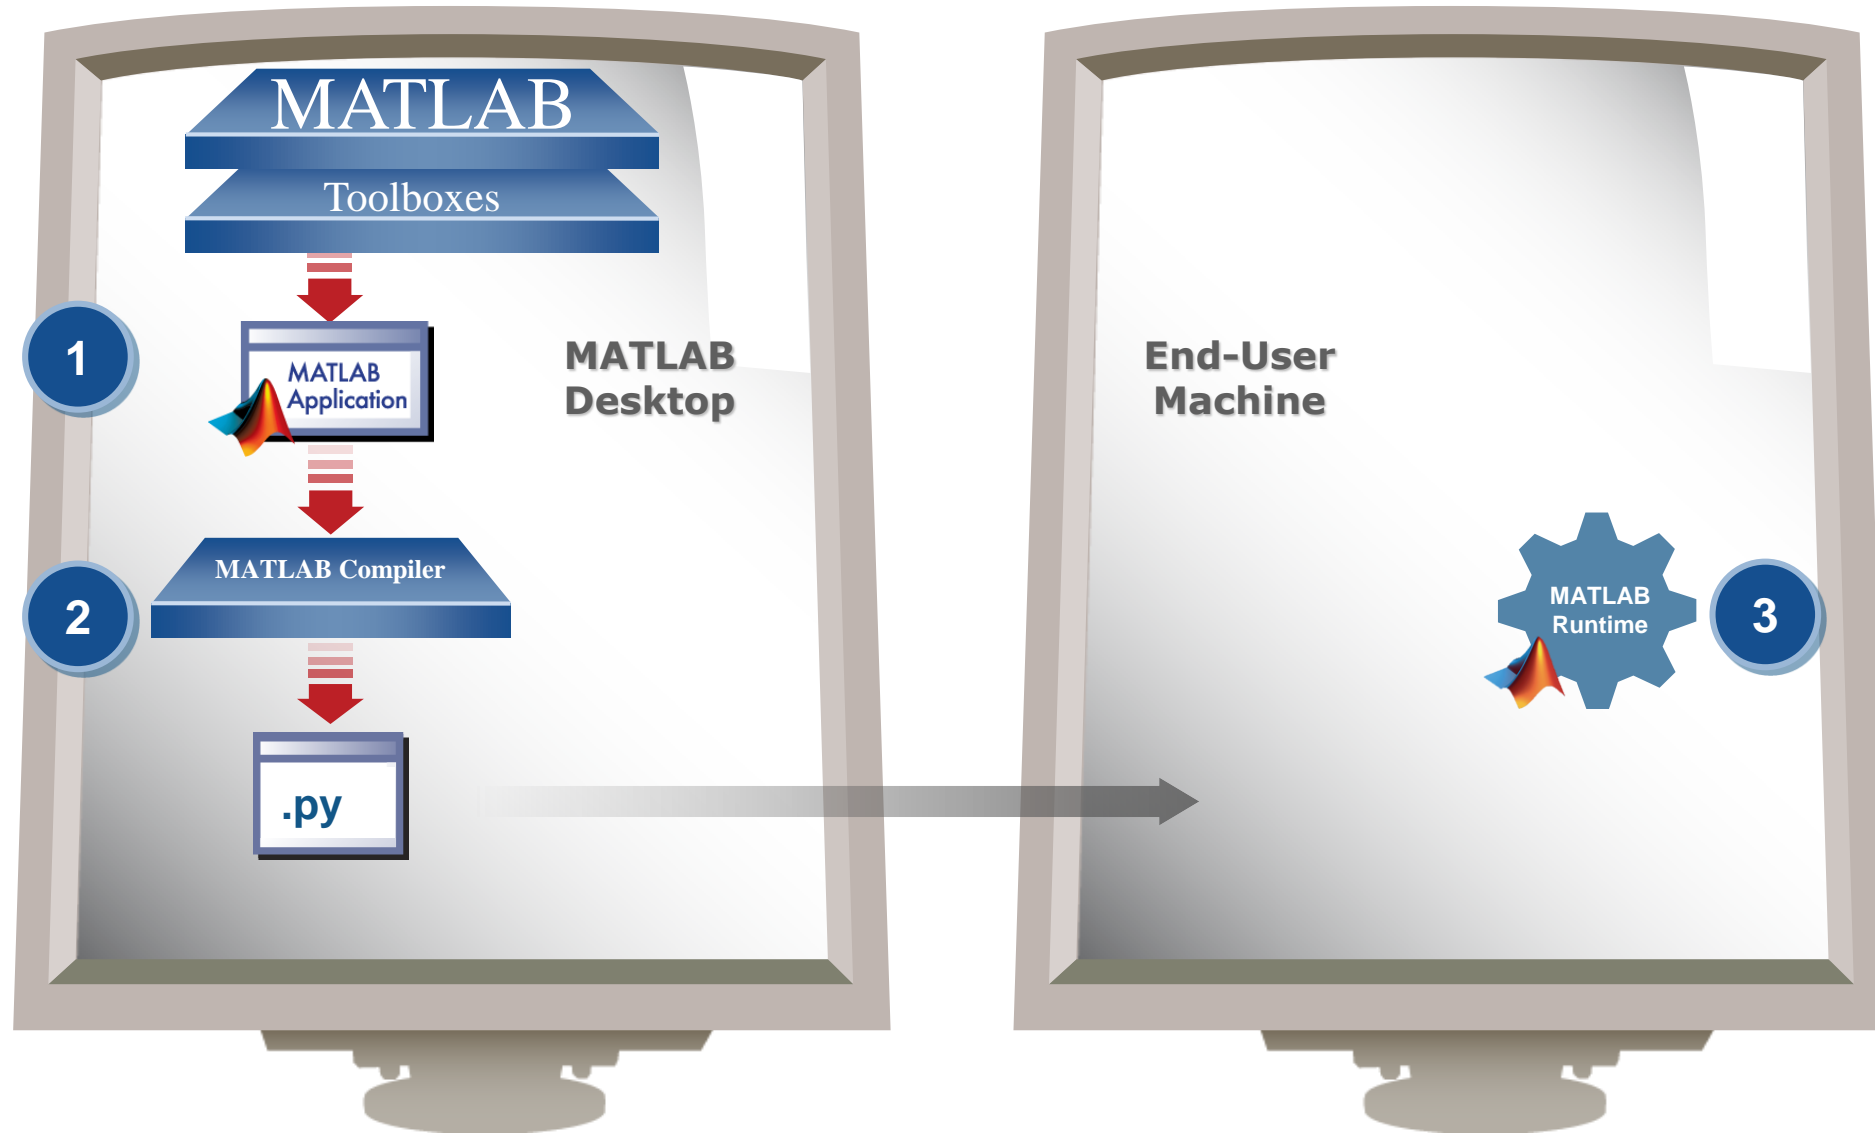 MATLAB
Toolboxes
1
MATLAB
Application
MATLAB
Desktop
2
MATLAB Compiler
.py
End-User
Machine
MATLAB
Runtime
3